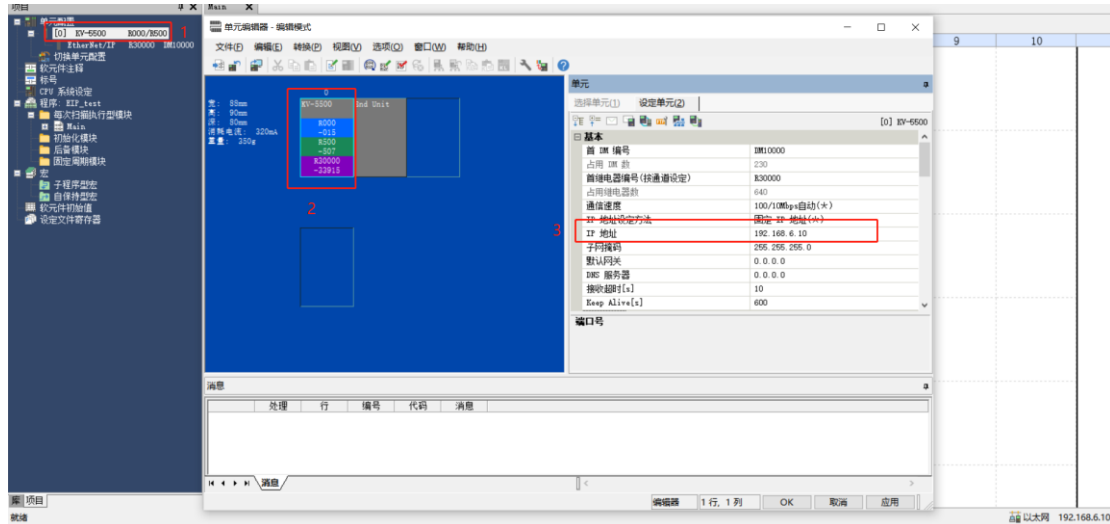 项目
Main
单元配置
[0] KV-5500 R000/R500
1
EtherNet/IP R30000 DM10000
切换单元配置
软元件注释
标号
CPU 系统设定
程序: EIP_test
每次扫描执行型模块
Main
初始化模块
后备模块
固定周期模块
宏
子程序型宏
自保持型宏
软元件初始值
设定文件寄存器
库 项目
就绪
单元编辑器 - 编辑模式
文件(F) 编辑(E) 转换(P) 视图(V) 选项(O) 窗口(W) 帮助(H)
宽: 88mm
高: 90mm
深: 80mm
消耗电流: 320mA
重量: 350g
0
KV-5500 End Unit
R000
-015
R500
-507
R30000
-33915
2
3
单元
选择单元(1) 设定单元(2)
[0] KV-5500
基本
首 DM 编号 DM10000
占用 DM 数 230
首继电器编号(按通道设定) R30000
占用继电器数 640
通信速度 100/10Mbps自动(*)
IP 地址设定方法 固定 IP 地址(*)
IP 地址 192.168.6.10
子网掩码 255.255.255.0
默认网关 0.0.0.0
DNS 服务器 0.0.0.0
接收超时[s] 10
Keep Alive[s] 600
端口号
消息
处理 行 编号 代码 消息
消息
编辑器 1行, 1列 OK 取消 应用
9 10
以太网 192.168.6.10